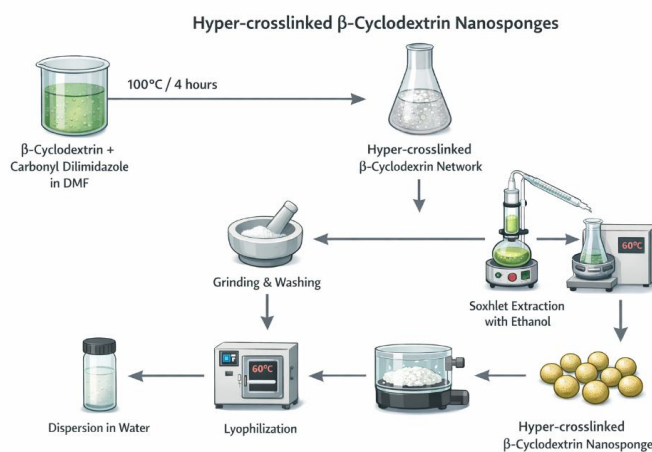 Hyper-crosslinked β-Cyclodextrin Nanosponges
100°C / 4 hours
β-Cyclodextrin +
Carbonyl Dilimidazole
in DMF
Hyper-crosslinked
β-Cyclodexrin Network
Grinding & Washing
60°C
Soxhlet Extraction
with Ethanol
60°C
Dispersion in Water
Lyophilization
Hyper-crosslinked
β-Cyclodextrin Nanosponge